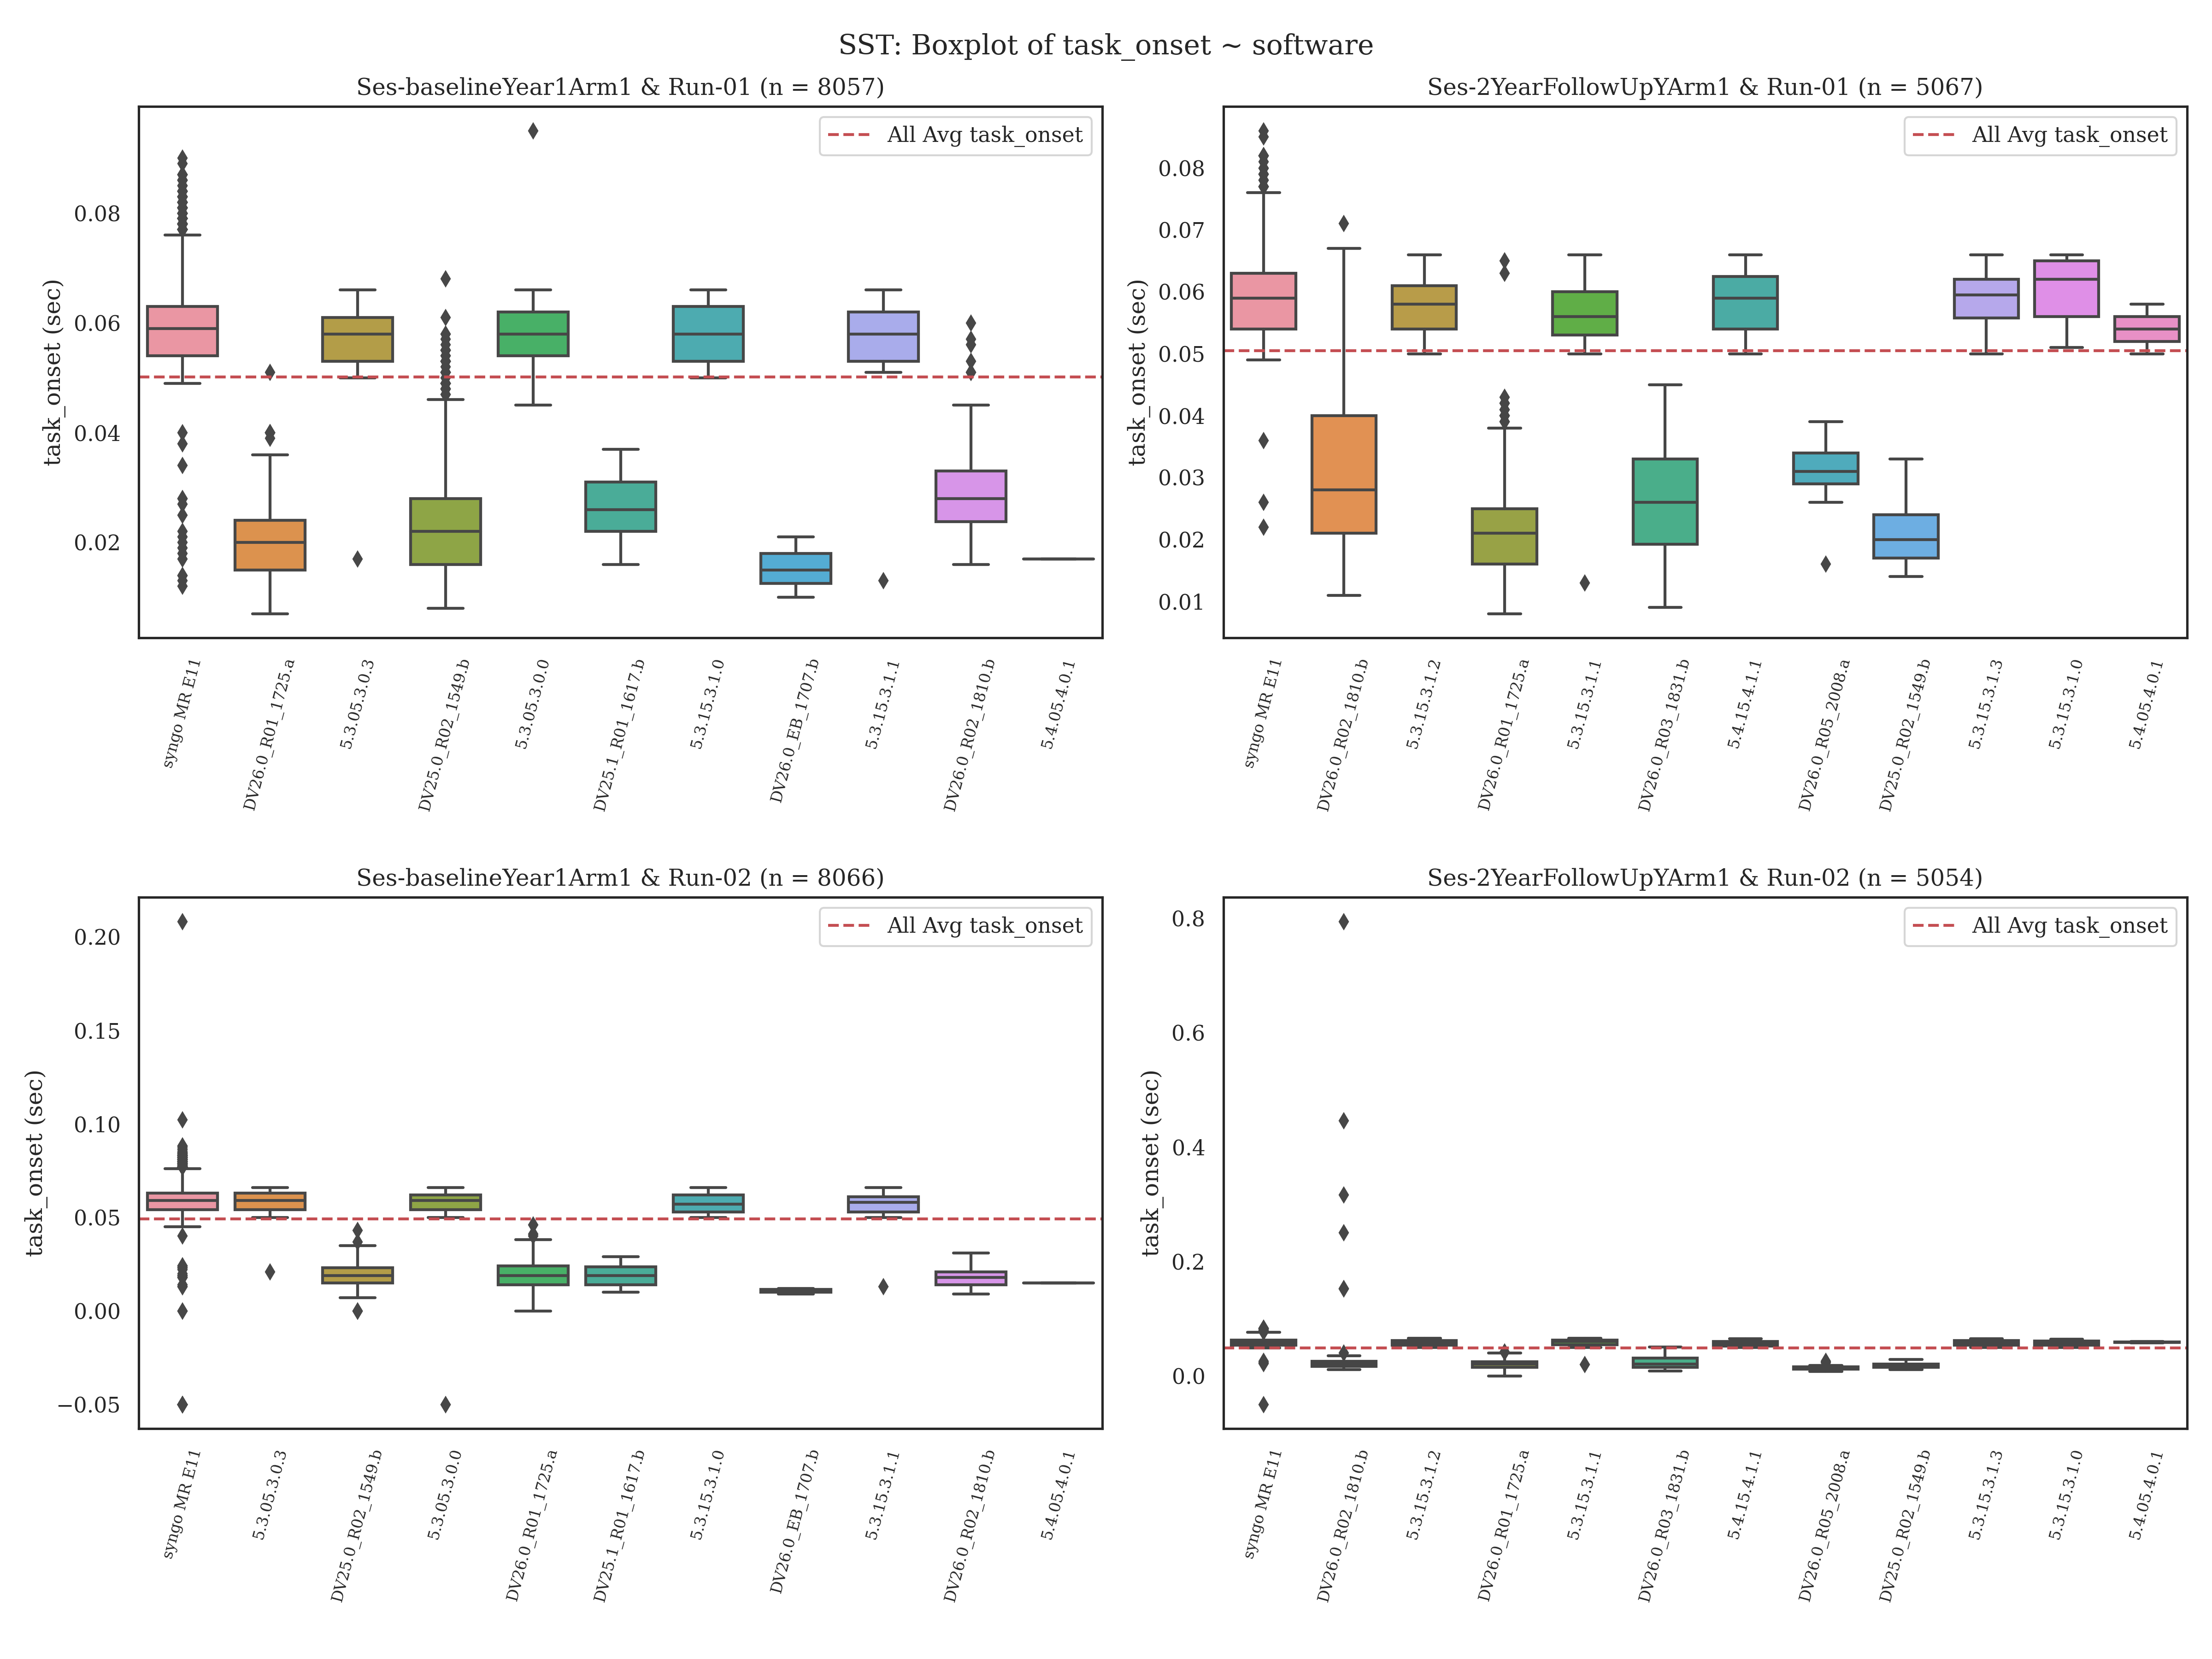 SST: Boxplot of task_onset ~ software
Ses-baselineYear1Arm1 & Run-01 (n = 8057)
All Avg task_onset
task_onset (sec)
0.08
0.06
0.04
0.02
syngo MR E11
DV26.0_R01_1725.a
5.3.05.3.0.3
DV25.0_R02_1549.b
5.3.05.3.0.0
DV25.1_R01_1617.b
5.3.15.3.1.0
DV26.0_EB_1707.b
5.3.15.3.1.1
DV26.0_R02_1810.b
5.4.05.4.0.1
Ses-2YearFollowUpYArm1 & Run-01 (n = 5067)
All Avg task_onset
task_onset (sec)
0.08
0.07
0.06
0.05
0.04
0.03
0.02
0.01
syngo MR E11
DV26.0_R02_1810.b
5.3.15.3.1.2
DV26.0_R01_1725.a
5.3.15.3.1.1
DV26.0_R03_1831.b
5.4.15.4.1.1
DV26.0_R05_2008.a
DV25.0_R02_1549.b
5.3.15.3.1.3
5.3.15.3.1.0
5.4.05.4.0.1
Ses-baselineYear1Arm1 & Run-02 (n = 8066)
All Avg task_onset
task_onset (sec)
0.20
0.15
0.10
0.05
0.00
−0.05
syngo MR E11
5.3.05.3.0.3
DV25.0_R02_1549.b
5.3.05.3.0.0
DV26.0_R01_1725.a
DV25.1_R01_1617.b
5.3.15.3.1.0
DV26.0_EB_1707.b
5.3.15.3.1.1
DV26.0_R02_1810.b
5.4.05.4.0.1
Ses-2YearFollowUpYArm1 & Run-02 (n = 5054)
All Avg task_onset
task_onset (sec)
0.8
0.6
0.4
0.2
0.0
syngo MR E11
DV26.0_R02_1810.b
5.3.15.3.1.2
DV26.0_R01_1725.a
5.3.15.3.1.1
DV26.0_R03_1831.b
5.4.15.4.1.1
DV26.0_R05_2008.a
DV25.0_R02_1549.b
5.3.15.3.1.3
5.3.15.3.1.0
5.4.05.4.0.1